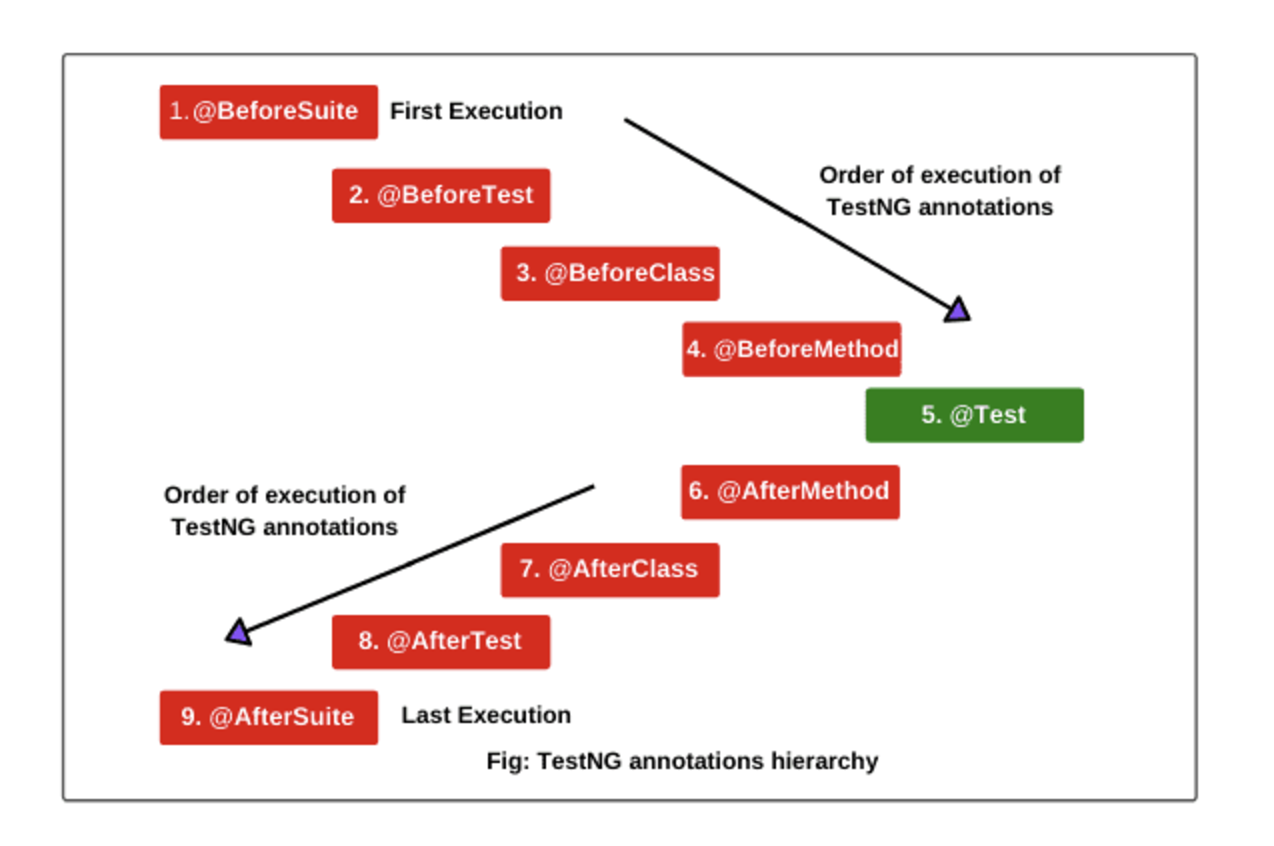 1.@BeforeSuite First Execution
Order of execution of
TestNG annotations
2. @BeforeTest
3. @BeforeClass
4. @BeforeMethod
5. @Test
6. @AfterMethod
Order of execution of
TestNG annotations
7. @AfterClass
8. @AfterTest
9. @AfterSuite Last Execution
Fig: TestNG annotations hierarchy